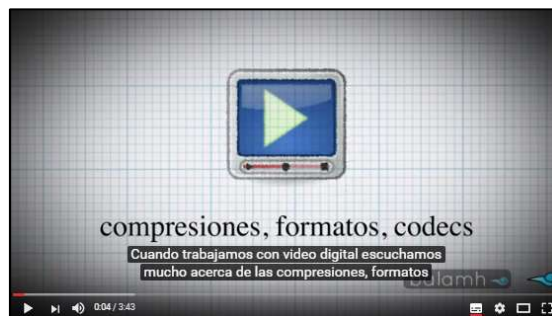 compresiones, formatos, codecs
Cuando trabajamos con video digital escuchamos
mucho acerca de las compresiones, formatos
balamh
0:04 / 3:43